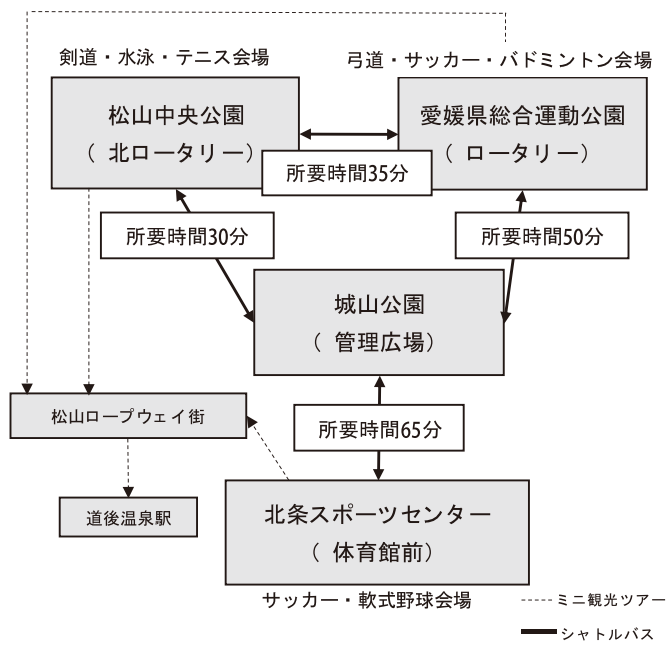 剣道・水泳・テニス会場
弓道・サッカー・バドミントン会場
松山中央公園
（ 北ロータリー）
愛媛県総合運動公園
（ ロータリー）
所要時間35分
所要時間30分
所要時間50分
城山公園
（ 管理広場）
松山ロープウェイ街
所要時間65分
道後温泉駅
北条スポーツセンター
（ 体育館前）
サッカー・軟式野球会場
ミニ観光ツアー
シャトルバス